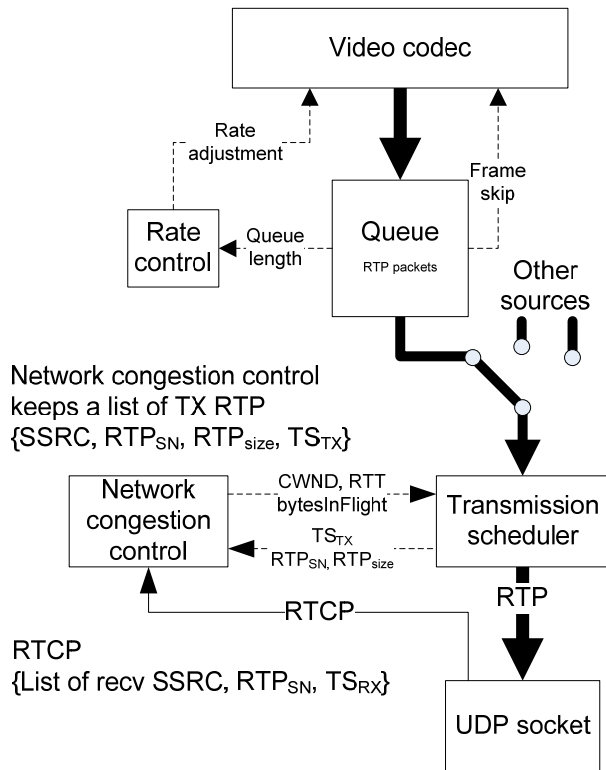 Video codec
Rate
adjustment
Frame
skip
Rate
control
Queue
length
Queue
RTP packets
Other
sources
Network congestion control
keeps a list of TX RTP
{SSRC, RTPSN, RTPsize, TSTX}
Network
congestion
control
CWND, RTT
bytesInFlight
TSTX
RTPSN, RTPsize
Transmission
scheduler
RTP
RTCP
RTCP
{List of recv SSRC, RTPSN, TSRX}
UDP socket